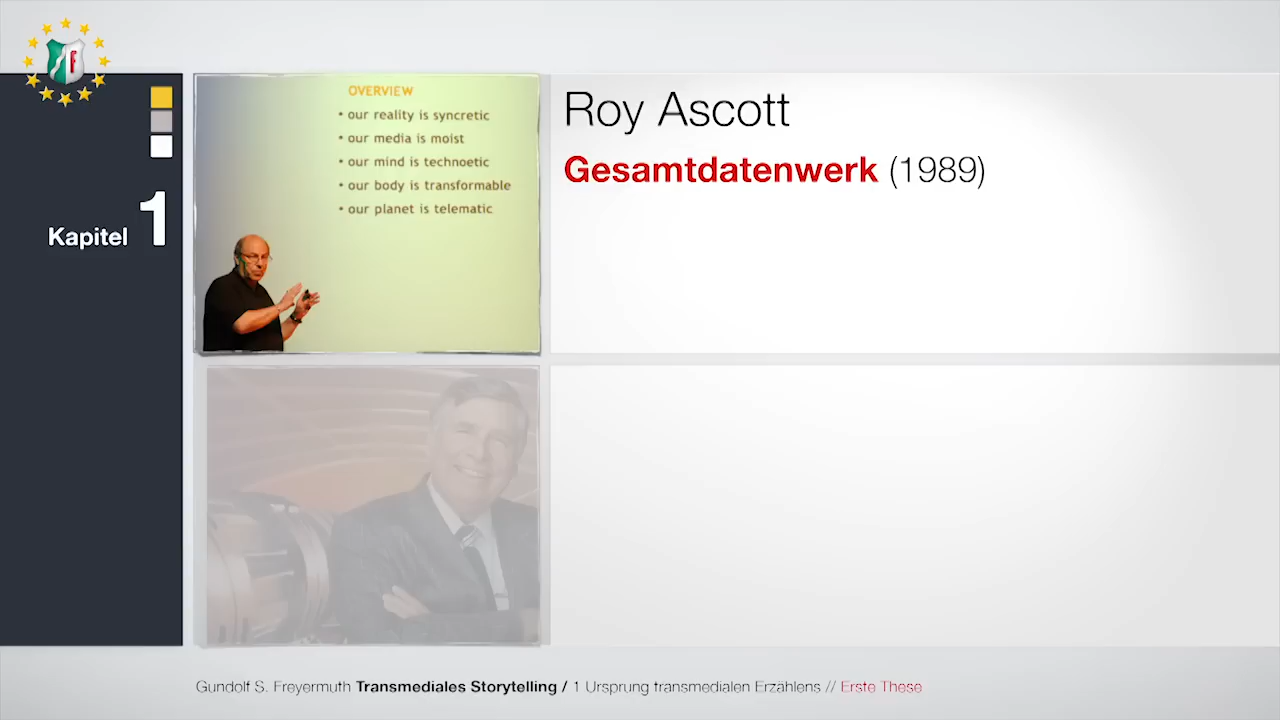 Kapitel 1
OVERVIEW
• our reality is syncretic
• our media is moist
• our mind is technoetic
• our body is transformable
• our planet is telematic
Roy Ascott
Gesamtdatenwerk (1989)
Gundolf S. Freyermuth Transmediales Storytelling / 1 Ursprung transmedialen Erzählens // Erste These